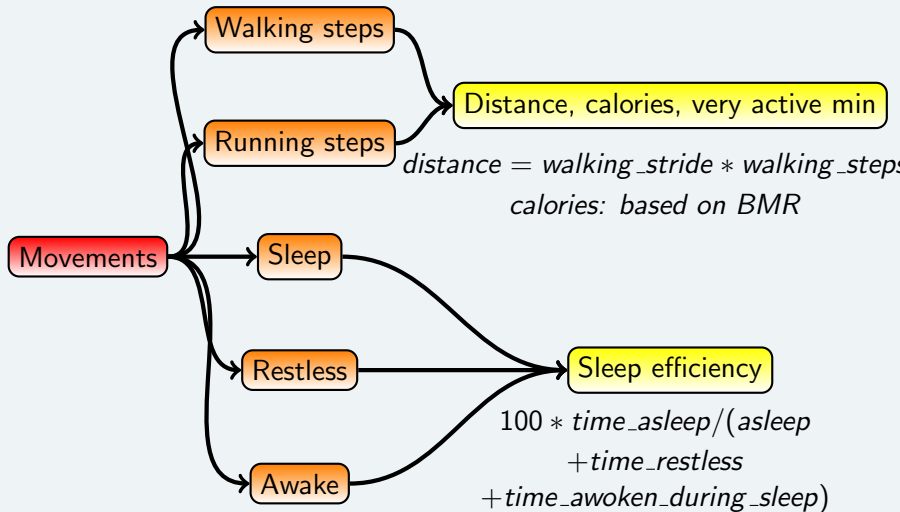 Walking steps
Distance, calories, very active min
Running steps
distance = walking_stride * walking_steps
calories: based on BMR
Movements
Sleep
Restless
Sleep efficiency
100 * time_asleep/(asleep
+time_restless
+time_awoken_during_sleep)
Awake